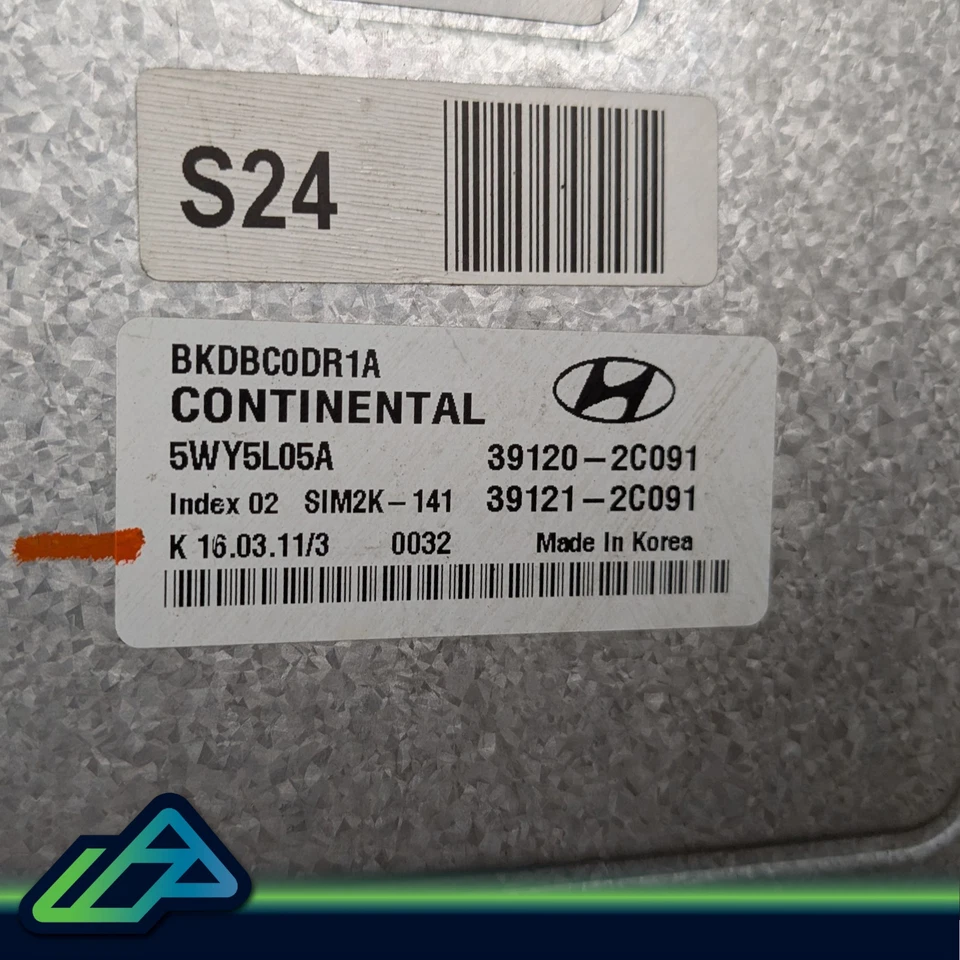 S24
BKDBC0DR1A
CONTINENTAL
5WY5L05A 39120-2C091
Index 02 SIM2K-141 39121-2C091
K 16.03.11/3 0032 Made In Korea